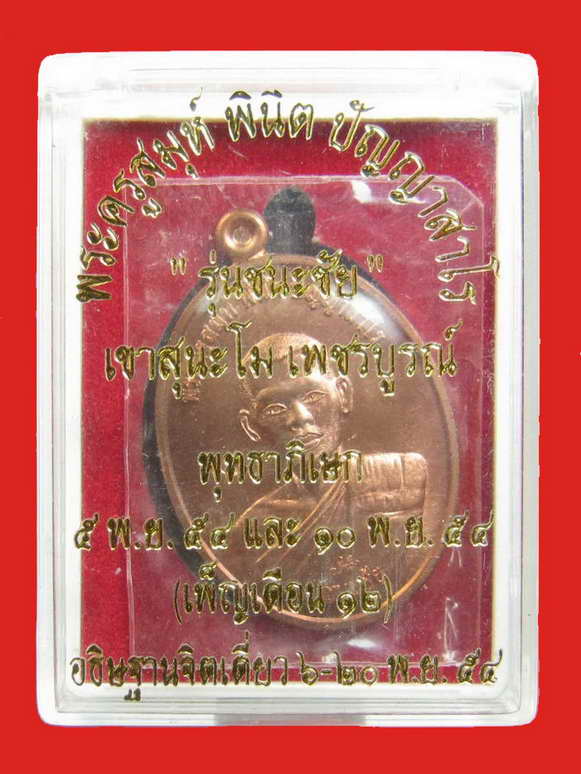 พระครูสมุห์ พินิต ปัญญาสาโร
" รุ่นชนะชัย "
เขาสุนะโม เพชรบูรณ์
พุทธาภิเษก
๕ พ.ย. ๕๔ และ ๑๐ พ.ย. ๕๔
(เพ็ญเดือน ๑๒)
อธิษฐานจิตเดี่ยว ๖-๒๐ พ.ย. ๕๔